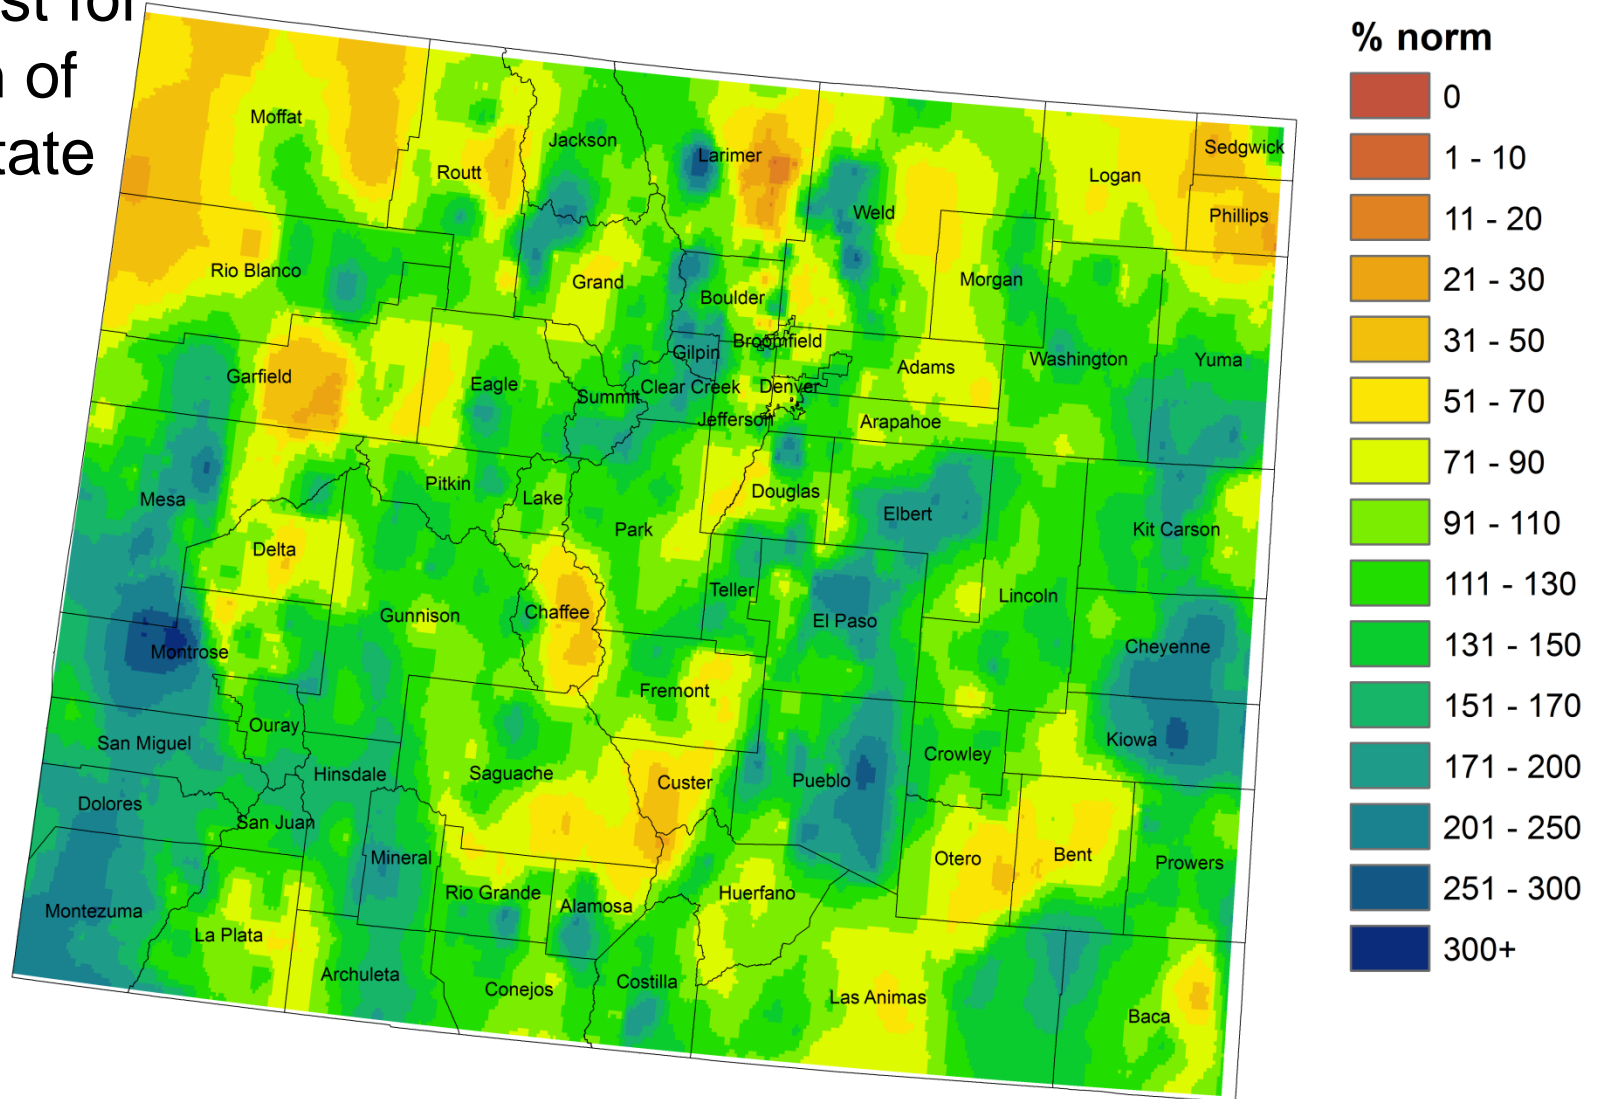 st for
n of
tate
% norm
0
1 - 10
11 - 20
21 - 30
31 - 50
51 - 70
71 - 90
91 - 110
111 - 130
131 - 150
151 - 170
171 - 200
201 - 250
251 - 300
300+
Moffat
Routt
Jackson
Larimer
Weld
Logan
Sedgwick
Phillips
Rio Blanco
Grand
Boulder
Morgan
Broomfield
Gilpin
Garfield
Eagle
Summit
Clear Creek
Denver
Jefferson
Adams
Arapahoe
Washington
Yuma
Mesa
Pitkin
Lake
Park
Douglas
Elbert
Kit Carson
Delta
Gunnison
Chaffee
Teller
El Paso
Lincoln
Cheyenne
Montrose
Fremont
Ouray
San Miguel
Hinsdale
Saguache
Custer
Pueblo
Crowley
Kiowa
Dolores
San Juan
Mineral
Rio Grande
Alamosa
Huerfano
Otero
Bent
Prowers
Montezuma
La Plata
Archuleta
Conejos
Costilla
Las Animas
Baca